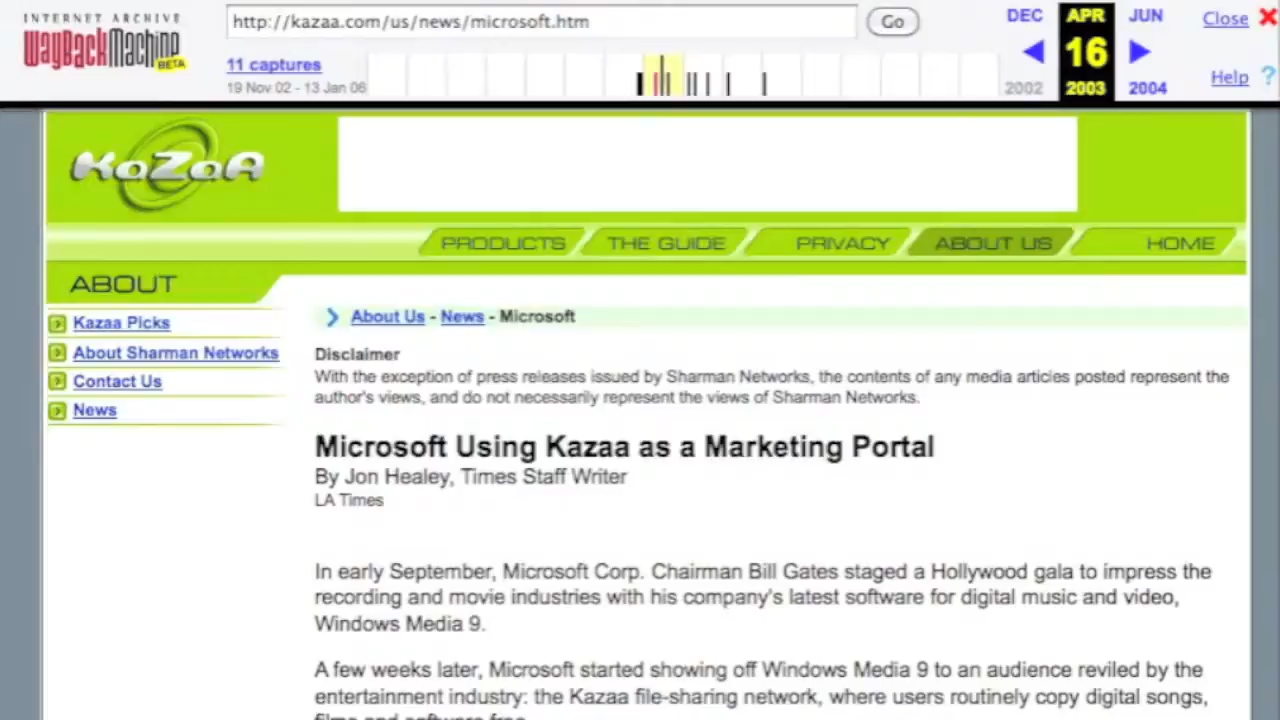 INTERNET ARCHIVE
WayBackMachine
BETA
http://kazaa.com/us/news/microsoft.htm
Go
11 captures
19 Nov 02 - 13 Jan 06
DEC APR JUN
16
2002 2003 2004
Close
Help ?
KaZaA
PRODUCTS THE GUIDE PRIVACY ABOUT US HOME
ABOUT
Kazaa Picks
About Sharman Networks
Contact Us
News
About Us - News - Microsoft
Disclaimer
With the exception of press releases issued by Sharman Networks, the contents of any media articles posted represent the
author's views, and do not necessarily represent the views of Sharman Networks.
Microsoft Using Kazaa as a Marketing Portal
By Jon Healey, Times Staff Writer
LA Times
In early September, Microsoft Corp. Chairman Bill Gates staged a Hollywood gala to impress the
recording and movie industries with his company's latest software for digital music and video,
Windows Media 9.
A few weeks later, Microsoft started showing off Windows Media 9 to an audience reviled by the
entertainment industry: the Kazaa file-sharing network, where users routinely copy digital songs,
films and software free.